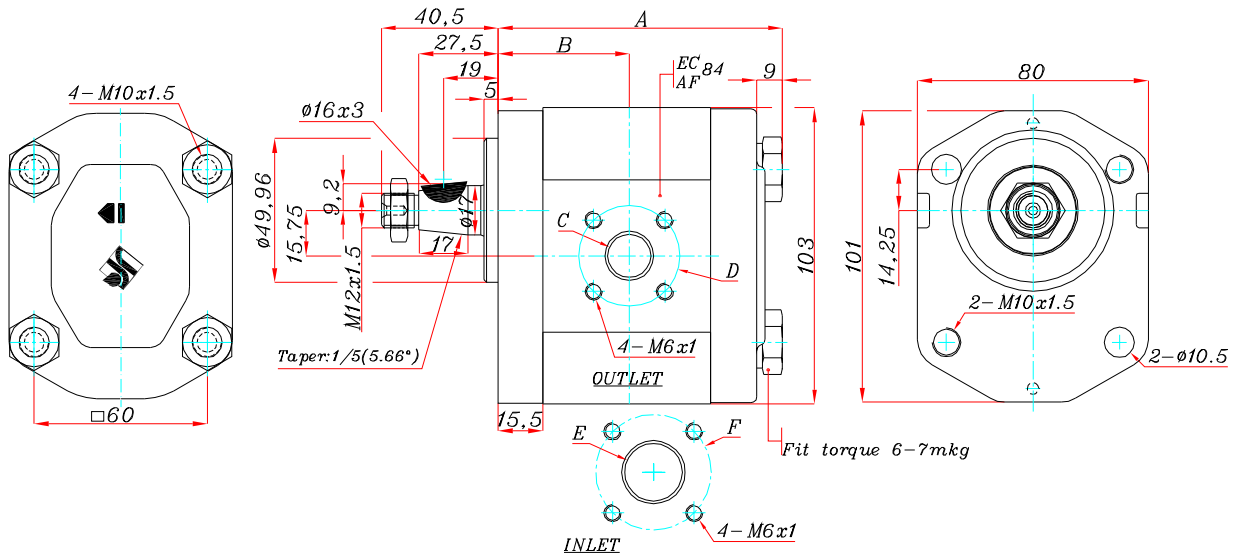 40,5
A
27,5
B
19
5
EC
AF 84
9
80
4-M10x1.5
ø16x3
ø49,96
9,2
15,75
M12x1.5
17
ø17
C
D
103
101
14,25
2-M10x1.5
2-ø10.5
Taper:1/5(5.66°)
4-M6x1
OUTLET
□60
15,5
E
F
Fit torque 6-7mkg
4-M6x1
INLET